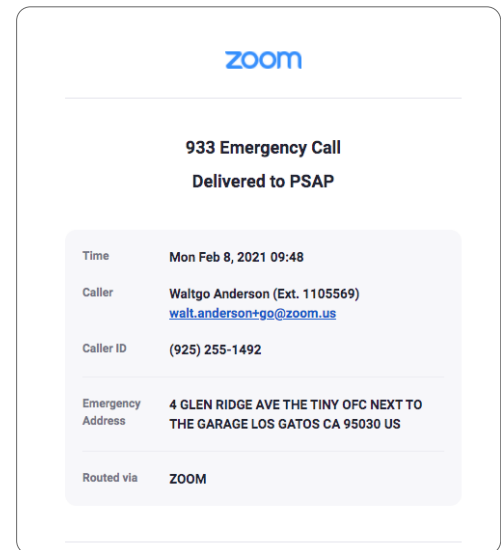 zoom
933 Emergency Call
Delivered to PSAP
Time Mon Feb 8, 2021 09:48
Caller Waltgo Anderson (Ext. 1105569)
walt.anderson+go@zoom.us
Caller ID (925) 255-1492
Emergency 4 GLEN RIDGE AVE THE TINY OFC NEXT TO
Address THE GARAGE LOS GATOS CA 95030 US
Routed via ZOOM